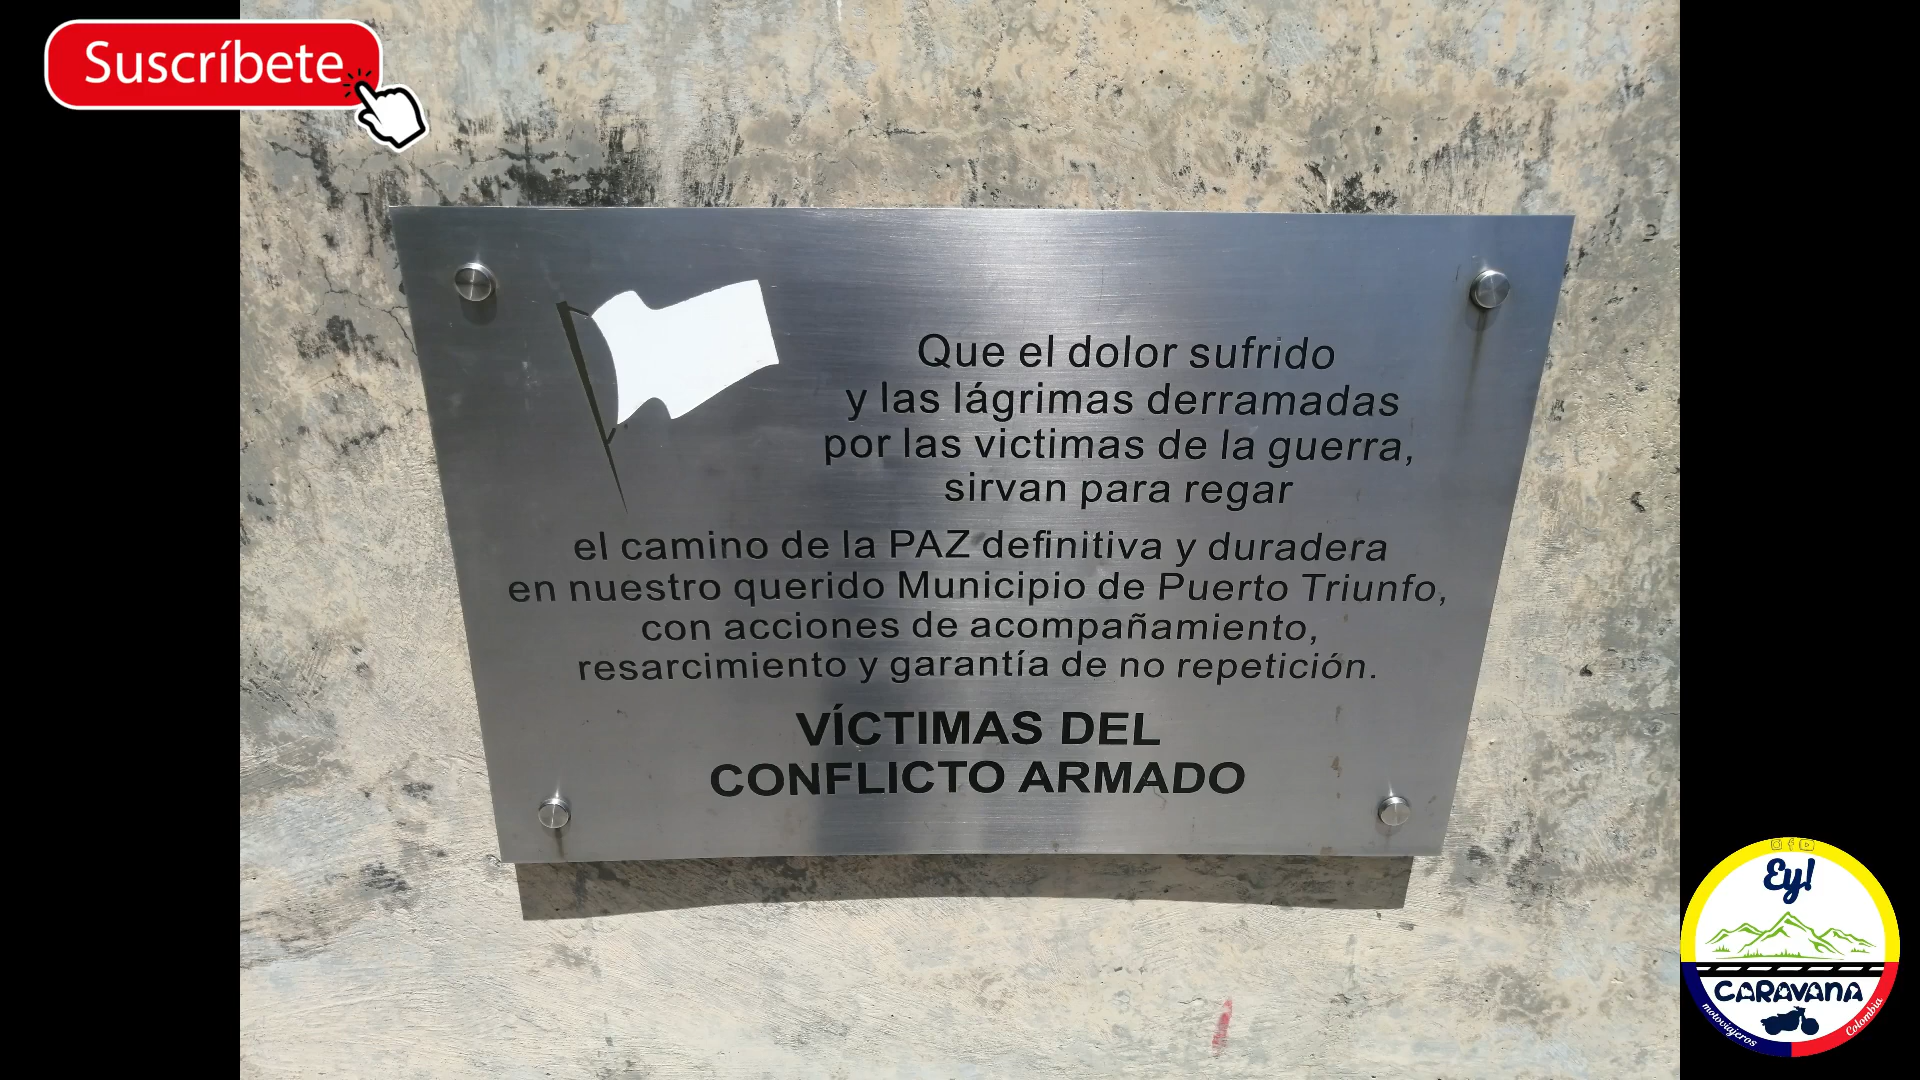 Suscríbete
Que el dolor sufrido
y las lágrimas derramadas
por las victimas de la guerra,
sirvan para regar
el camino de la PAZ definitiva y duradera
en nuestro querido Municipio de Puerto Triunfo,
con acciones de acompañamiento,
resarcimiento y garantía de no repetición.
VÍCTIMAS DEL
CONFLICTO ARMADO
Ey!
CARAVANA
motoviajeros
Colombia